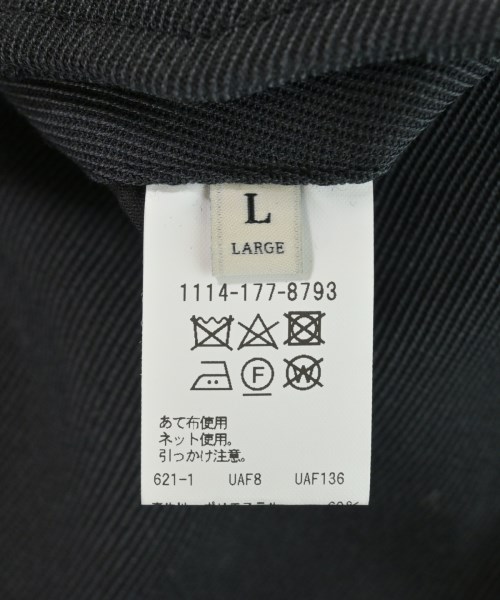 L
LARGE
1114-177-8793
F W
あて布使用
ネット使用。
引っかけ注意。
621-1 UAF8 UAF136